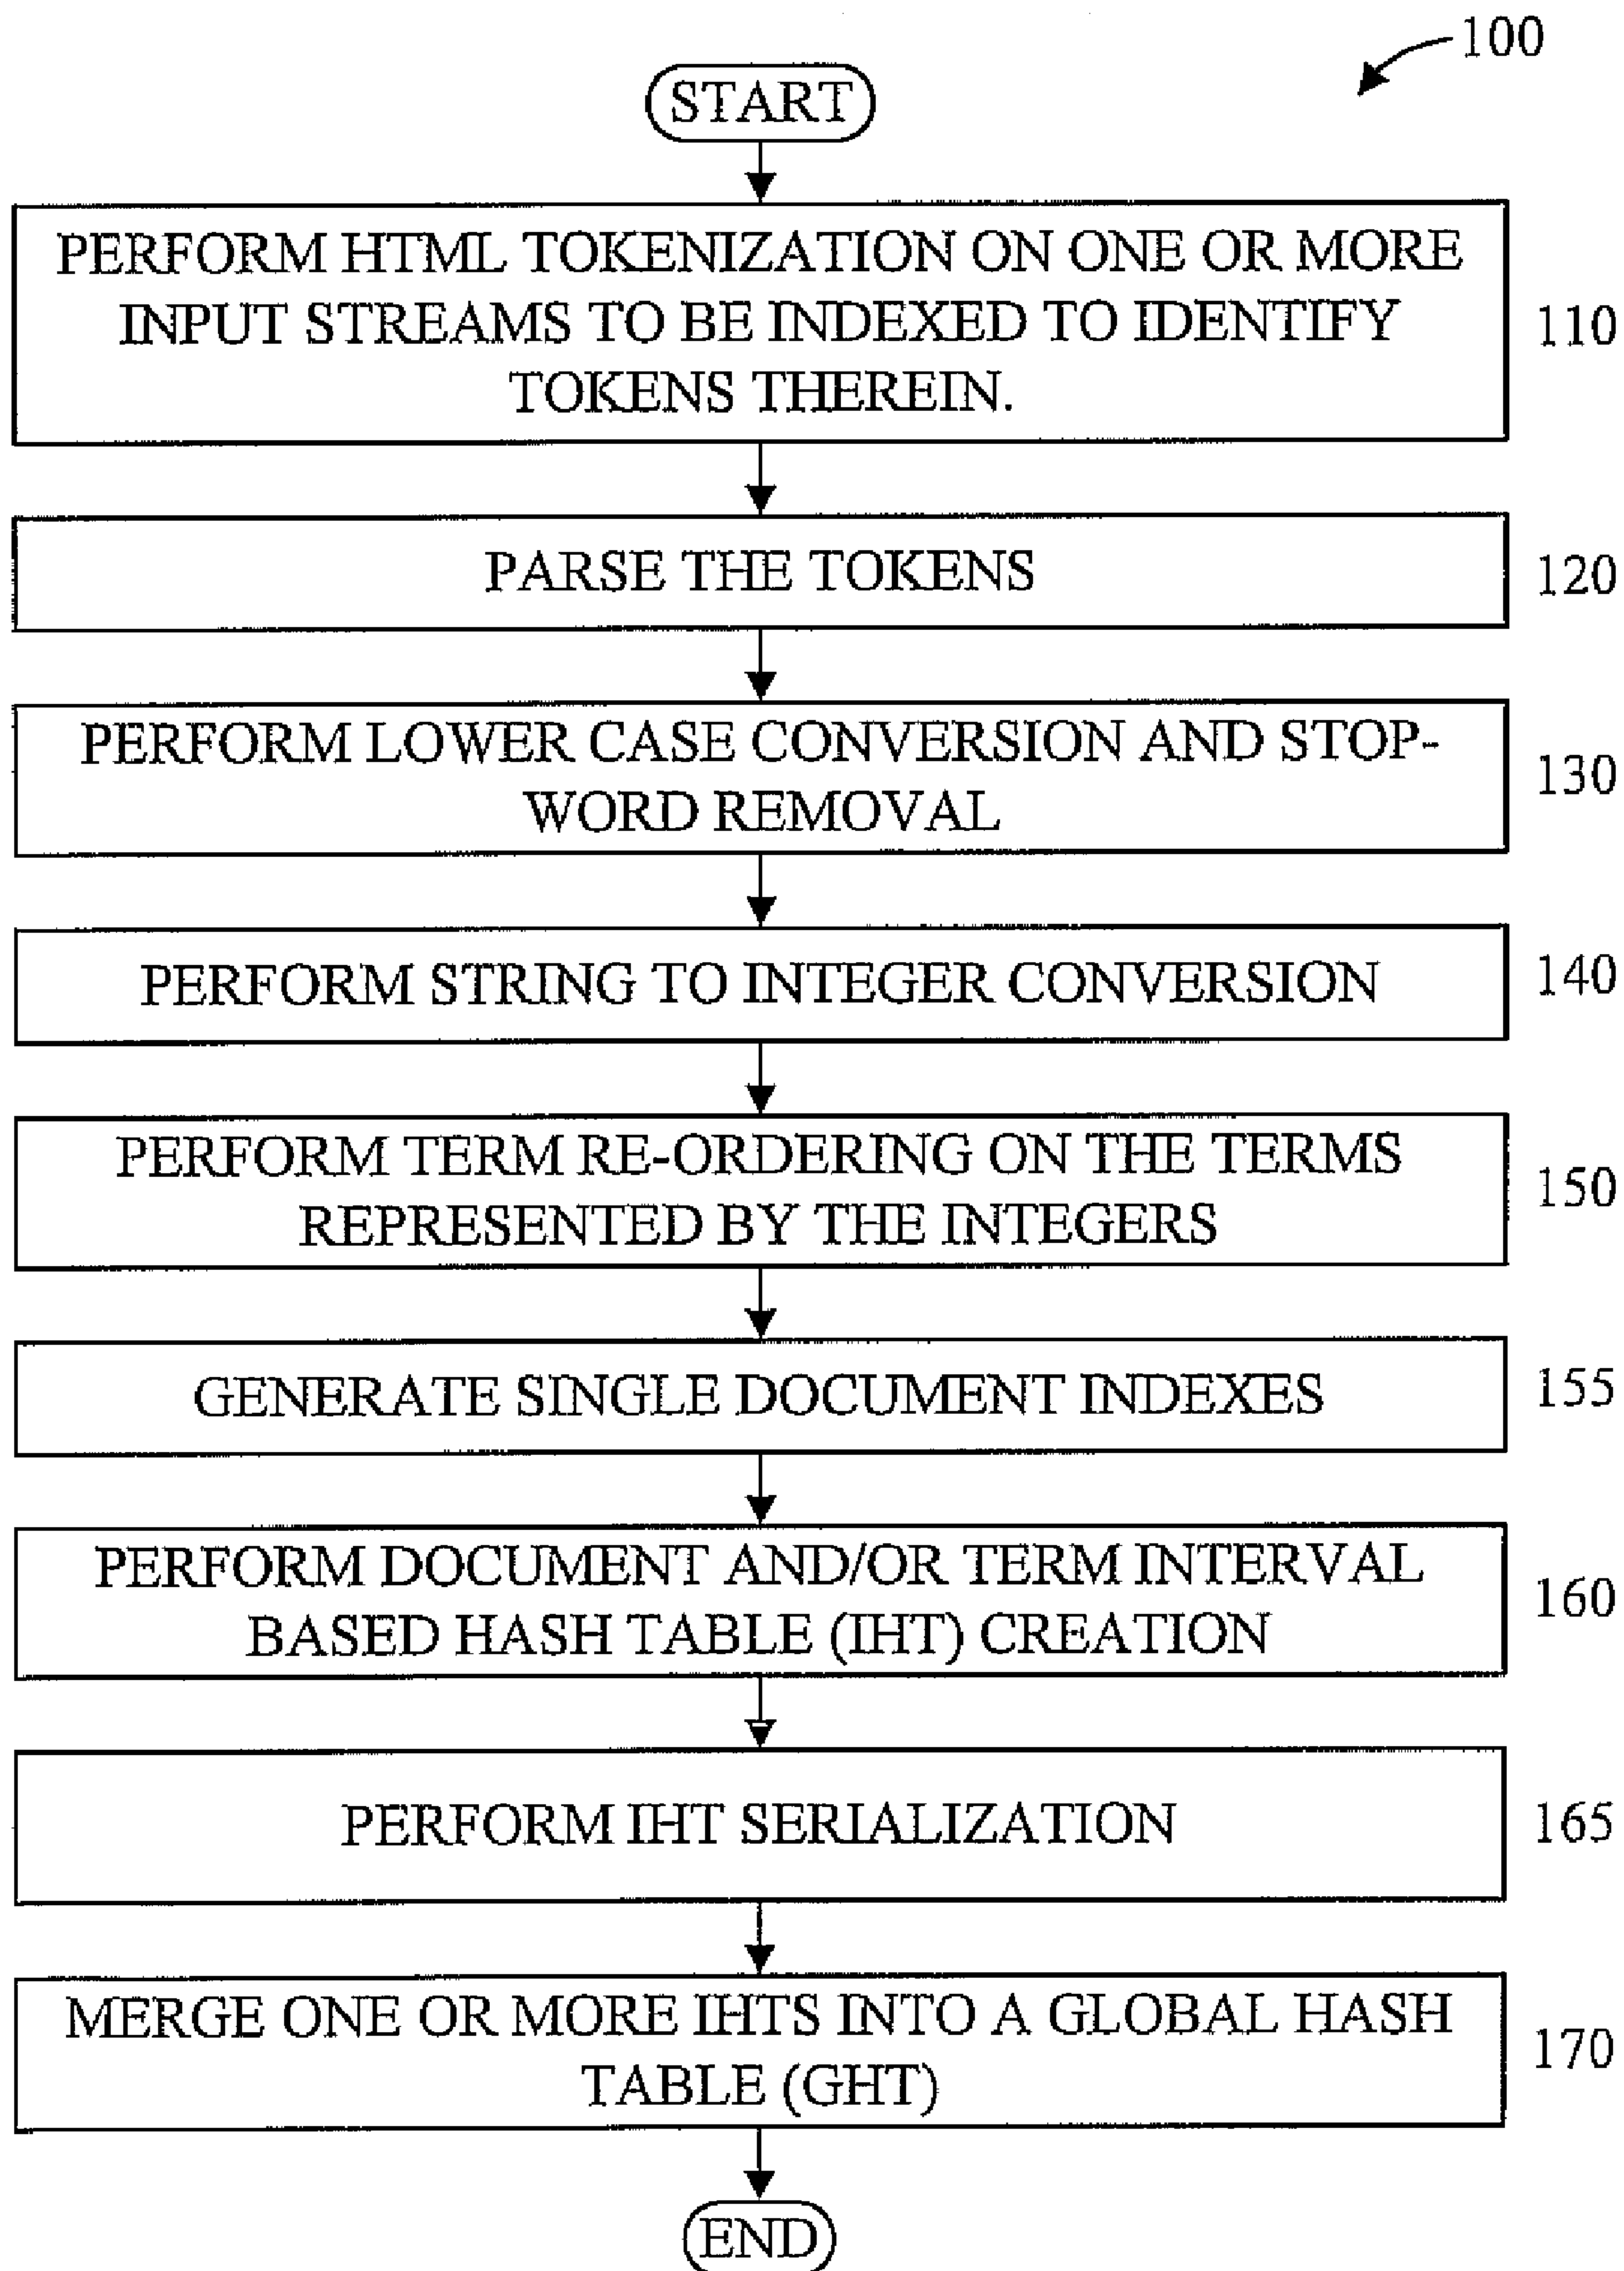 100
START
PERFORM HTML TOKENIZATION ON ONE OR MORE
INPUT STREAMS TO BE INDEXED TO IDENTIFY
TOKENS THEREIN.
110
PARSE THE TOKENS
120
PERFORM LOWER CASE CONVERSION AND STOP-
WORD REMOVAL
130
PERFORM STRING TO INTEGER CONVERSION
140
PERFORM TERM RE-ORDERING ON THE TERMS
REPRESENTED BY THE INTEGERS
150
GENERATE SINGLE DOCUMENT INDEXES
155
PERFORM DOCUMENT AND/OR TERM INTERVAL
BASED HASH TABLE (IHT) CREATION
160
PERFORM IHT SERIALIZATION
165
MERGE ONE OR MORE IHTS INTO A GLOBAL HASH
TABLE (GHT)
170
END